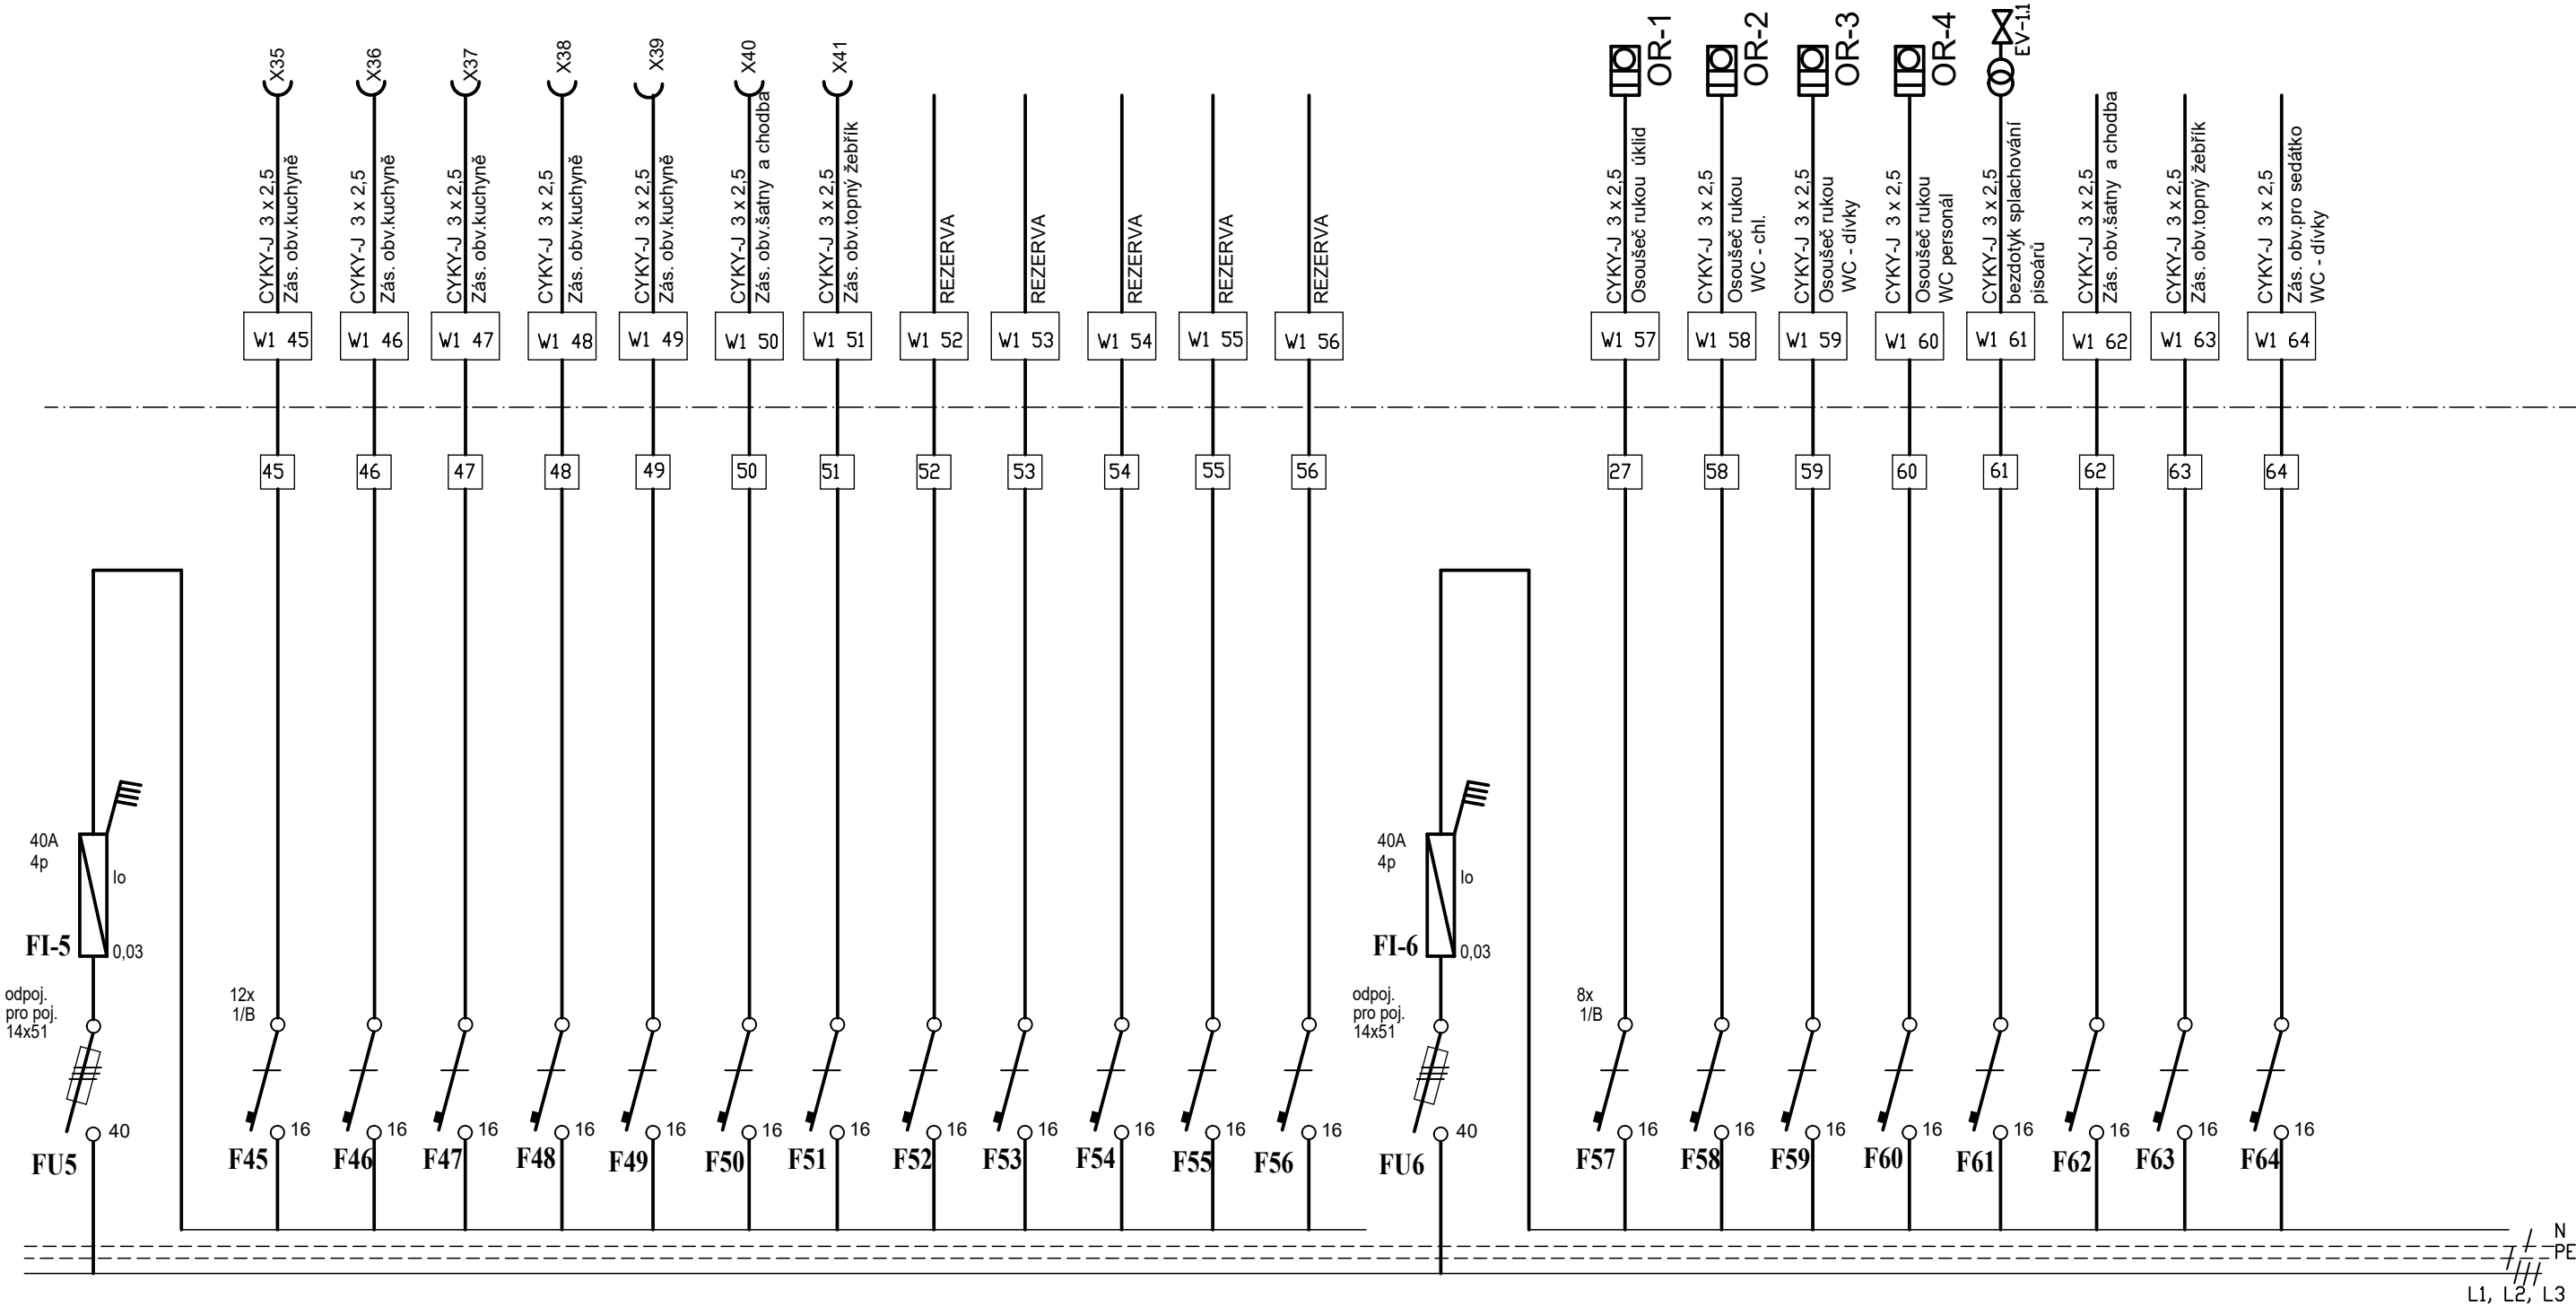 X35
X36
X37
X38
X39
X40
X41
OR-1
OR-2
OR-3
OR-4
EV-1.1
CYKY-J 3 x 2,5
Zás. obv.kuchyně
CYKY-J 3 x 2,5
Zás. obv.kuchyně
CYKY-J 3 x 2,5
Zás. obv.kuchyně
CYKY-J 3 x 2,5
Zás. obv.kuchyně
CYKY-J 3 x 2,5
Zás. obv.kuchyně
CYKY-J 3 x 2,5
Zás. obv.šatny a chodba
CYKY-J 3 x 2,5
Zás. obv.topný žebřík
REZERVA
REZERVA
REZERVA
REZERVA
REZERVA
CYKY-J 3 x 2,5
Osoušeč rukou úklid
CYKY-J 3 x 2,5
Osoušeč rukou
WC - chl.
CYKY-J 3 x 2,5
Osoušeč rukou
WC - dívky
CYKY-J 3 x 2,5
Osoušeč rukou
WC personál
CYKY-J 3 x 2,5
bezdotyk splachování
pisoárů
CYKY-J 3 x 2,5
Zás. obv.šatny a chodba
CYKY-J 3 x 2,5
Zás. obv.topný žebřík
CYKY-J 3 x 2,5
Zás. obv.pro sedátko
WC - dívky
W1 45
W1 46
W1 47
W1 48
W1 49
W1 50
W1 51
W1 52
W1 53
W1 54
W1 55
W1 56
W1 57
W1 58
W1 59
W1 60
W1 61
W1 62
W1 63
W1 64
45
46
47
48
49
50
51
52
53
54
55
56
27
58
59
60
61
62
63
64
40A
4p
Io
FI-5
0,03
odpoj.
pro poj.
14x51
40
FU5
12x
1/B
16
F45
16
F46
16
F47
16
F48
16
F49
16
F50
16
F51
16
F52
16
F53
16
F54
16
F55
16
F56
40A
4p
Io
FI-6
0,03
odpoj.
pro poj.
14x51
40
FU6
8x
1/B
16
F57
16
F58
16
F59
16
F60
16
F61
16
F62
16
F63
16
F64
N
PE
L1, L2, L3